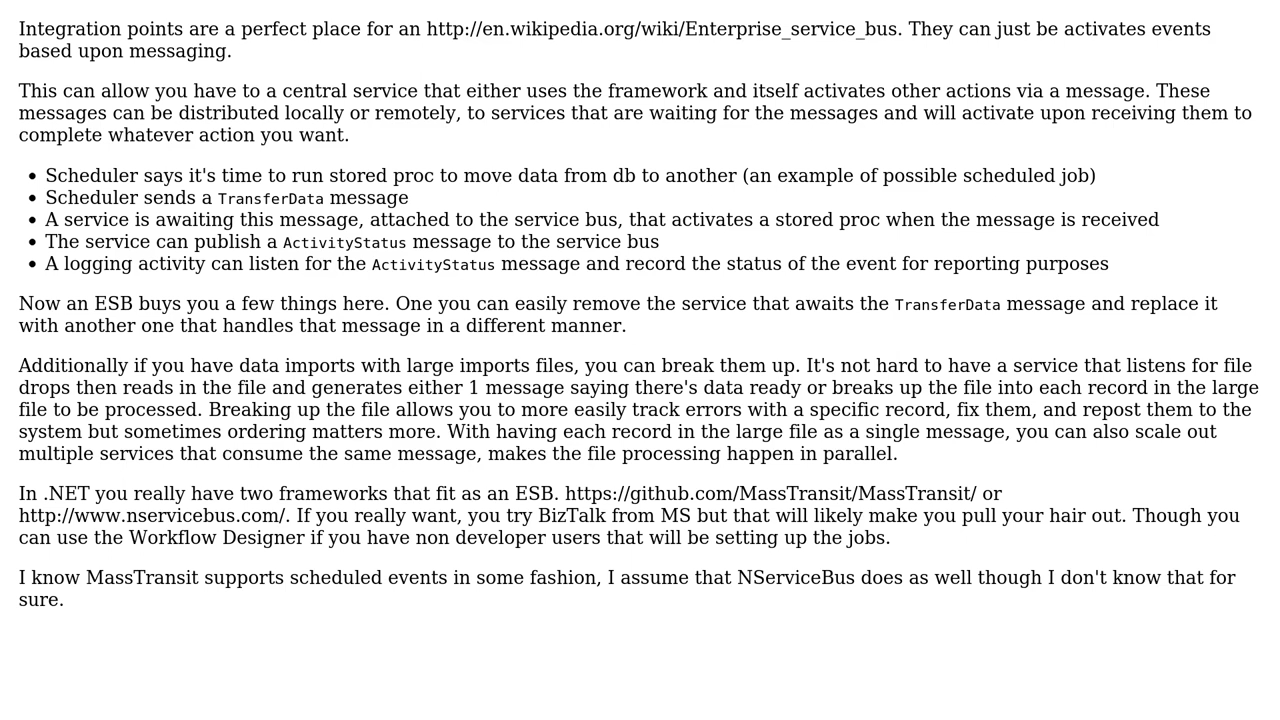 Integration points are a perfect place for an http://en.wikipedia.org/wiki/Enterprise_service_bus. They can just be activates events
based upon messaging.
This can allow you have to a central service that either uses the framework and itself activates other actions via a message. These
messages can be distributed locally or remotely, to services that are waiting for the messages and will activate upon receiving them to
complete whatever action you want.
• Scheduler says it's time to run stored proc to move data from db to another (an example of possible scheduled job)
• Scheduler sends a TransferData message
• A service is awaiting this message, attached to the service bus, that activates a stored proc when the message is received
• The service can publish a ActivityStatus message to the service bus
• A logging activity can listen for the ActivityStatus message and record the status of the event for reporting purposes
Now an ESB buys you a few things here. One you can easily remove the service that awaits the TransferData message and replace it
with another one that handles that message in a different manner.
Additionally if you have data imports with large imports files, you can break them up. It's not hard to have a service that listens for file
drops then reads in the file and generates either 1 message saying there's data ready or breaks up the file into each record in the large
file to be processed. Breaking up the file allows you to more easily track errors with a specific record, fix them, and repost them to the
system but sometimes ordering matters more. With having each record in the large file as a single message, you can also scale out
multiple services that consume the same message, makes the file processing happen in parallel.
In .NET you really have two frameworks that fit as an ESB. https://github.com/MassTransit/MassTransit/ or
http://www.nservicebus.com/. If you really want, you try BizTalk from MS but that will likely make you pull your hair out. Though you
can use the Workflow Designer if you have non developer users that will be setting up the jobs.
I know MassTransit supports scheduled events in some fashion, I assume that NServiceBus does as well though I don't know that for
sure.